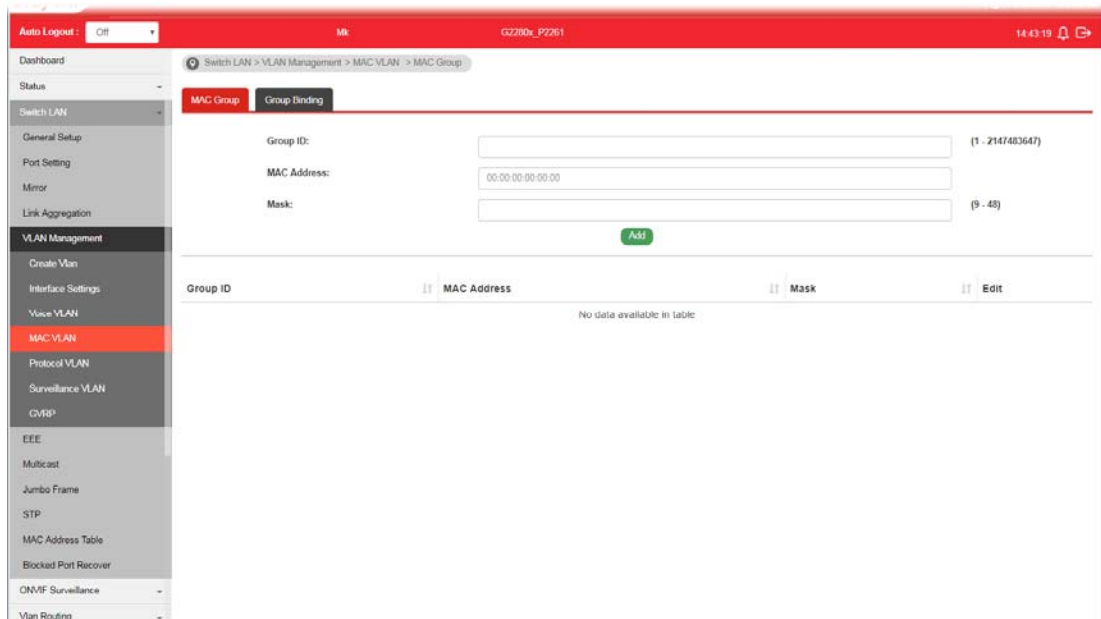 Auto Logout : Off Mk G2280x_P2261 14:43:19
Dashboard
Switch LAN > VLAN Management > MAC VLAN > MAC Group
Status
MAC Group Group Binding
Switch LAN
General Setup
Group ID: (1 - 2147483647)
Port Setting
MAC Address: 00:00:00:00:00:00
Mirror
Mask: (9 - 48)
Link Aggregation
VLAN Management
Add
Create Vlan
Interface Settings
Group ID MAC Address Mask Edit
Voice VLAN
No data available in table
MAC VLAN
Protocol VLAN
Surveillance VLAN
GVRP
EEE
Multicast
Jumbo Frame
STP
MAC Address Table
Blocked Port Recover
ONVIF Surveillance
Vlan Routing